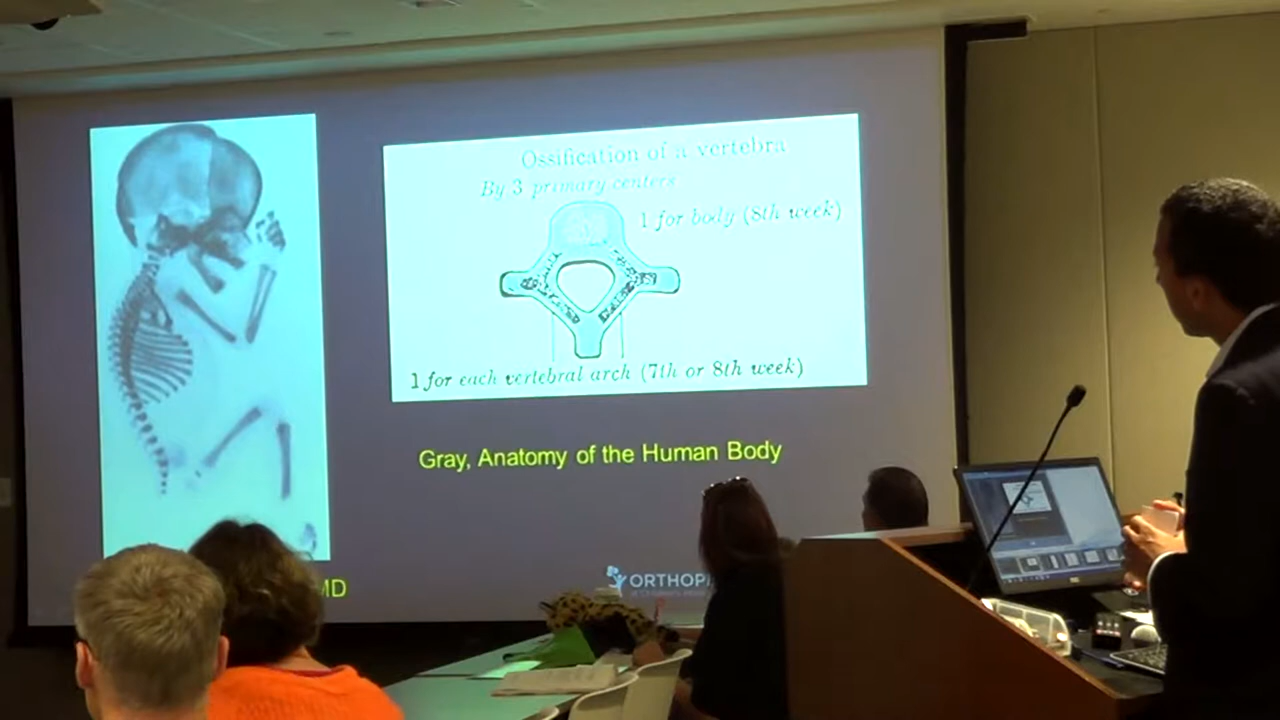 Ossification of a vertebra
By 3 primary centers
1 for body (8th week)
1 for each vertebral arch (7th or 8th week)
Gray, Anatomy of the Human Body
MD